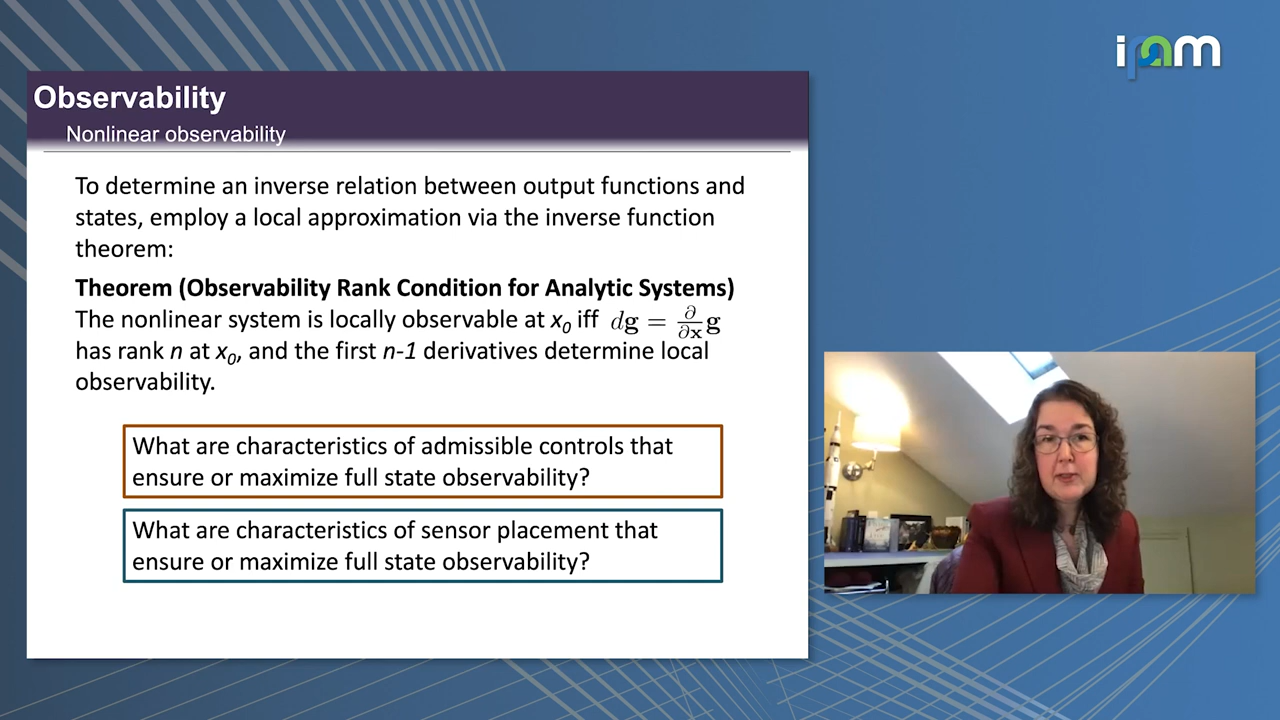 ipam
Observability
Nonlinear observability
To determine an inverse relation between output functions and
states, employ a local approximation via the inverse function
theorem:
Theorem (Observability Rank Condition for Analytic Systems)
The nonlinear system is locally observable at x₀ iff dg = ∂/∂x g
has rank n at x₀, and the first n-1 derivatives determine local
observability.
What are characteristics of admissible controls that
ensure or maximize full state observability?
What are characteristics of sensor placement that
ensure or maximize full state observability?